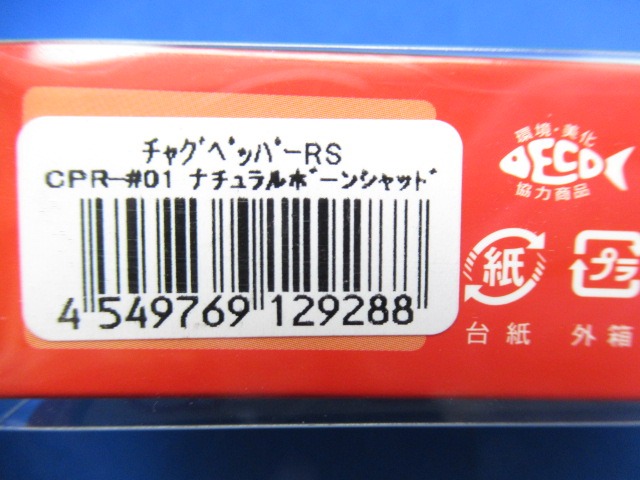 ﾁｬｸﾞﾍﾟｯﾊﾟｰRS
CPR-#01 ﾅﾁｭﾗﾙﾎﾞｰﾝｼｬｯﾄﾞ
4 549769 129288
環境・美化
ECO
協力商品
紙
台紙
プラ
外箱